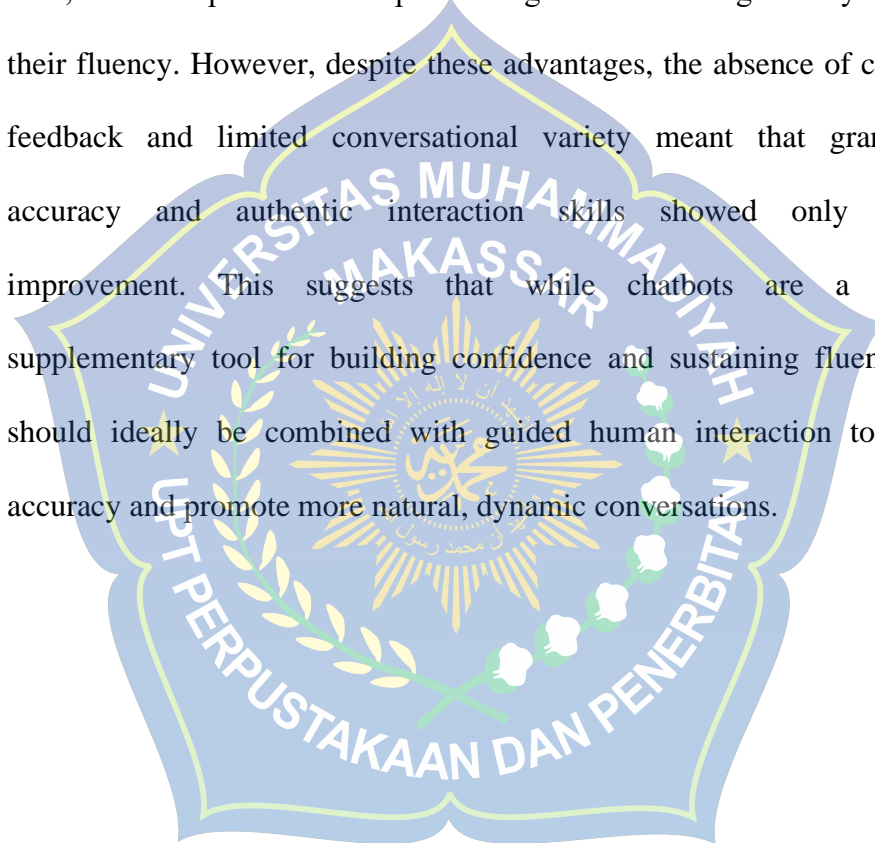 their fluency. However, despite these advantages, the absence of c
feedback and limited conversational variety meant that gra
accuracy and authentic interaction skills showed only
improvement. This suggests that while chatbots are a
supplementary tool for building confidence and sustaining fluen
should ideally be combined with guided human interaction to
accuracy and promote more natural, dynamic conversations.
UNIVERSITAS MUHAMMADIYAH
MAKASSAR
UPT PERPUSTAKAAN DAN PENERBITAN